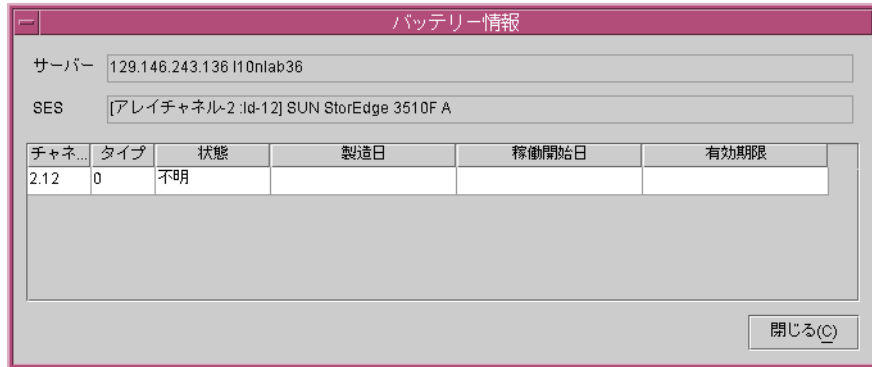 バッテリー情報
サーバー 129.146.243.136 l10nlab36
SES [アレイチャネル-2 :Id-12] SUN StorEdge 3510F A
チャネ... タイプ 状態 製造日 稼働開始日 有効期限
2.12 0 不明
閉じる(C)